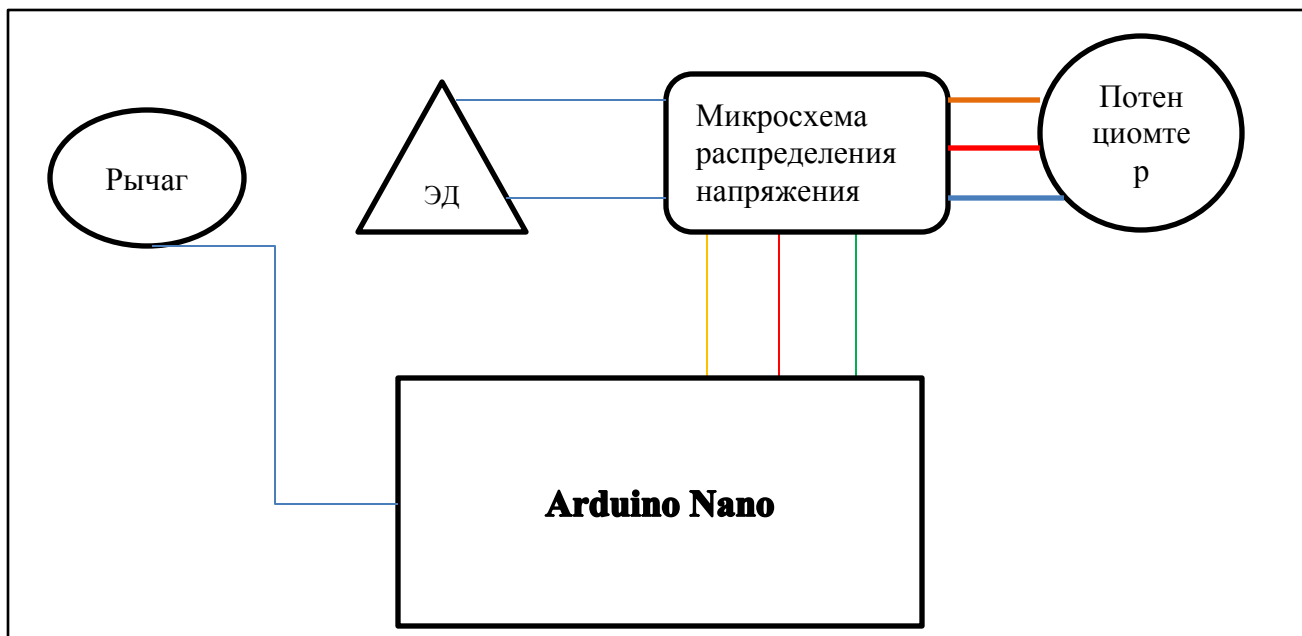 Рычаг
ЭД
Микросхема
распределения
напряжения
Потен
циомте
р
Arduino Nano